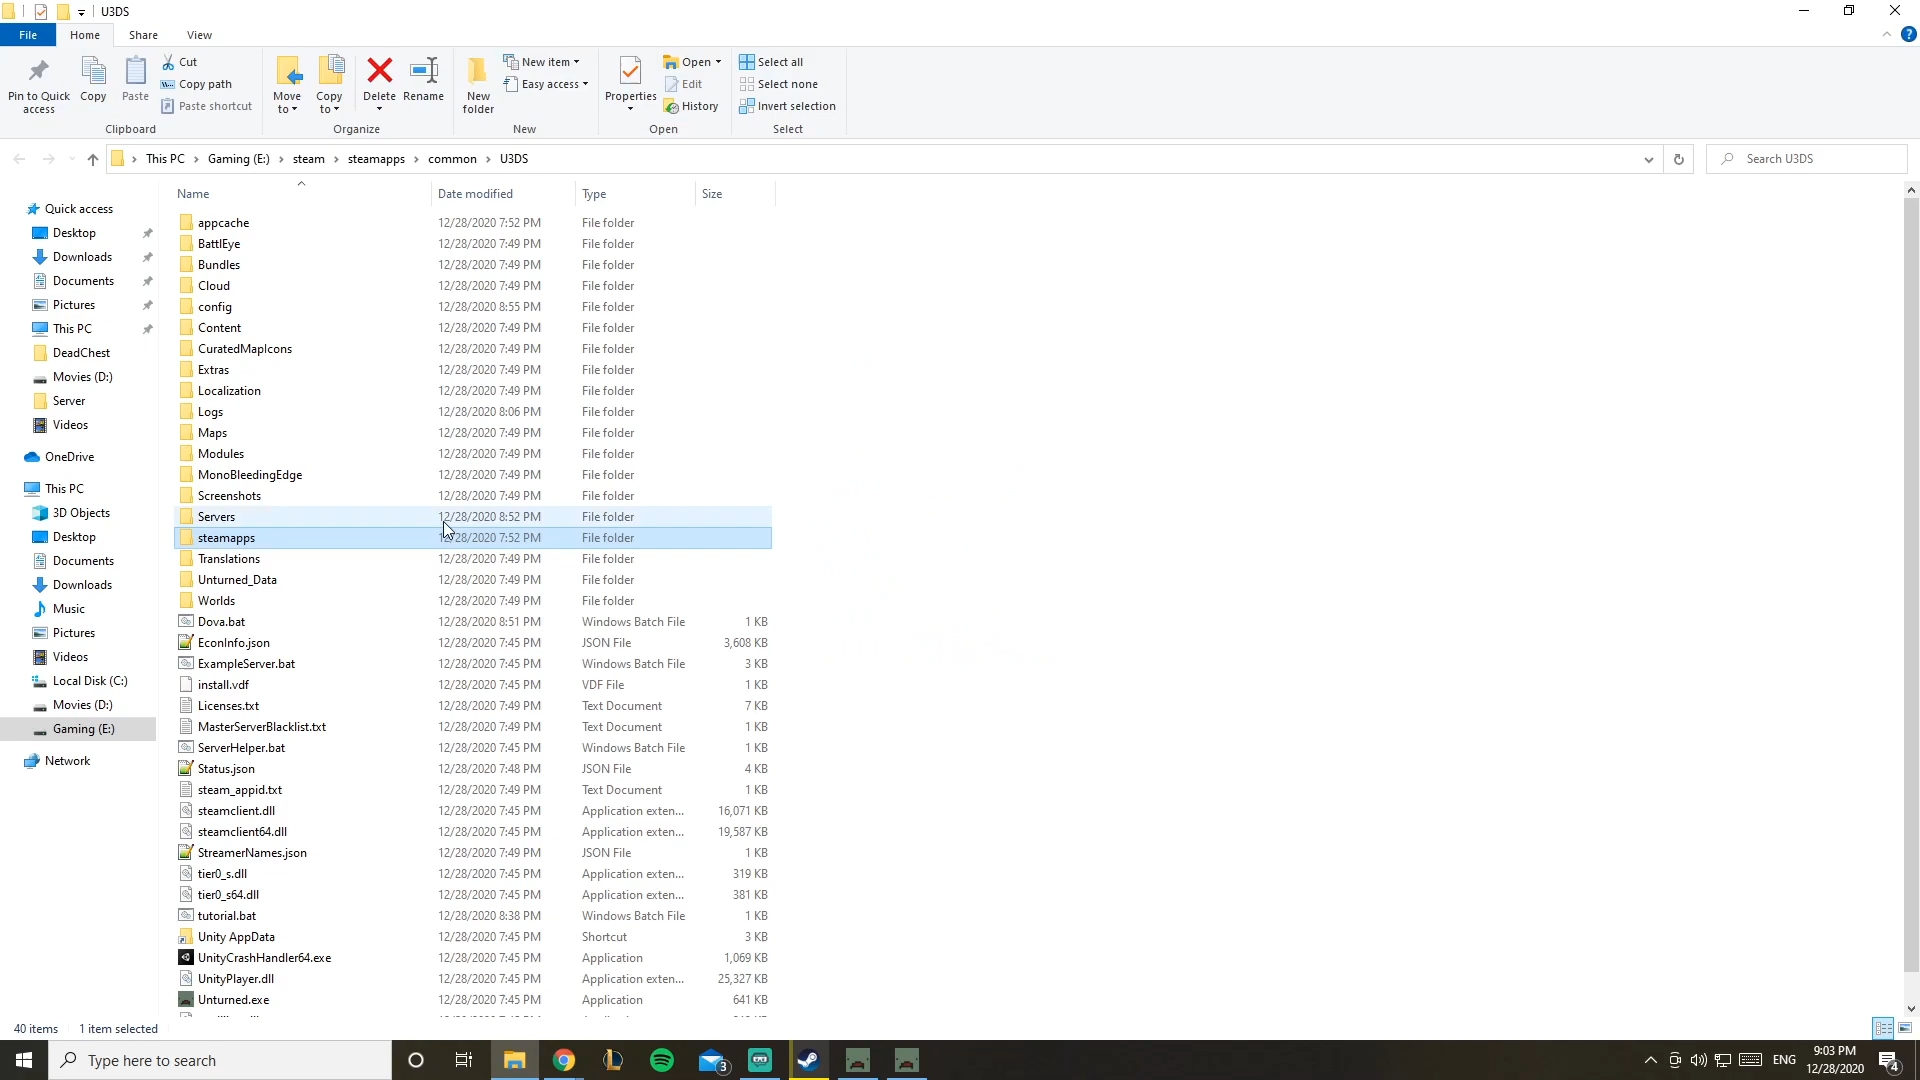 U3DS
File Home Share View
Pin to Quick access
Copy
Paste
Cut
Copy path
Paste shortcut
Clipboard
Move to
Copy to
Delete
Rename
Organize
New folder
New item
Easy access
New
Properties
Open
Edit
History
Open
Select all
Select none
Invert selection
Select
This PC › Gaming (E:) › steam › steamapps › common › U3DS
Search U3DS
Quick access
Desktop
Downloads
Documents
Pictures
This PC
DeadChest
Movies (D:)
Server
Videos
OneDrive
This PC
3D Objects
Desktop
Documents
Downloads
Music
Pictures
Videos
Local Disk (C:)
Movies (D:)
Gaming (E:)
Network
Name Date modified Type Size
appcache 12/28/2020 7:52 PM File folder
BattlEye 12/28/2020 7:49 PM File folder
Bundles 12/28/2020 7:49 PM File folder
Cloud 12/28/2020 7:49 PM File folder
config 12/28/2020 8:55 PM File folder
Content 12/28/2020 7:49 PM File folder
CuratedMapIcons 12/28/2020 7:49 PM File folder
Extras 12/28/2020 7:49 PM File folder
Localization 12/28/2020 7:49 PM File folder
Logs 12/28/2020 8:06 PM File folder
Maps 12/28/2020 7:49 PM File folder
Modules 12/28/2020 7:49 PM File folder
MonoBleedingEdge 12/28/2020 7:49 PM File folder
Screenshots 12/28/2020 7:49 PM File folder
Servers 12/28/2020 8:52 PM File folder
steamapps 12/28/2020 7:52 PM File folder
Translations 12/28/2020 7:49 PM File folder
Unturned_Data 12/28/2020 7:49 PM File folder
Worlds 12/28/2020 7:49 PM File folder
Dova.bat 12/28/2020 8:51 PM Windows Batch File 1 KB
EconInfo.json 12/28/2020 7:45 PM JSON File 3,608 KB
ExampleServer.bat 12/28/2020 7:45 PM Windows Batch File 3 KB
install.vdf 12/28/2020 7:45 PM VDF File 1 KB
Licenses.txt 12/28/2020 7:49 PM Text Document 7 KB
MasterServerBlacklist.txt 12/28/2020 7:49 PM Text Document 1 KB
ServerHelper.bat 12/28/2020 7:45 PM Windows Batch File 1 KB
Status.json 12/28/2020 7:48 PM JSON File 4 KB
steam_appid.txt 12/28/2020 7:49 PM Text Document 1 KB
steamclient.dll 12/28/2020 7:45 PM Application exten... 16,071 KB
steamclient64.dll 12/28/2020 7:45 PM Application exten... 19,587 KB
StreamerNames.json 12/28/2020 7:49 PM JSON File 1 KB
tier0_s.dll 12/28/2020 7:45 PM Application exten... 319 KB
tier0_s64.dll 12/28/2020 7:45 PM Application exten... 381 KB
tutorial.bat 12/28/2020 8:38 PM Windows Batch File 1 KB
Unity AppData 12/28/2020 7:45 PM Shortcut 3 KB
UnityCrashHandler64.exe 12/28/2020 7:45 PM Application 1,069 KB
UnityPlayer.dll 12/28/2020 7:45 PM Application exten... 25,327 KB
Unturned.exe 12/28/2020 7:45 PM Application 641 KB
40 items 1 item selected
Type here to search
3
ENG
9:03 PM
12/28/2020
4